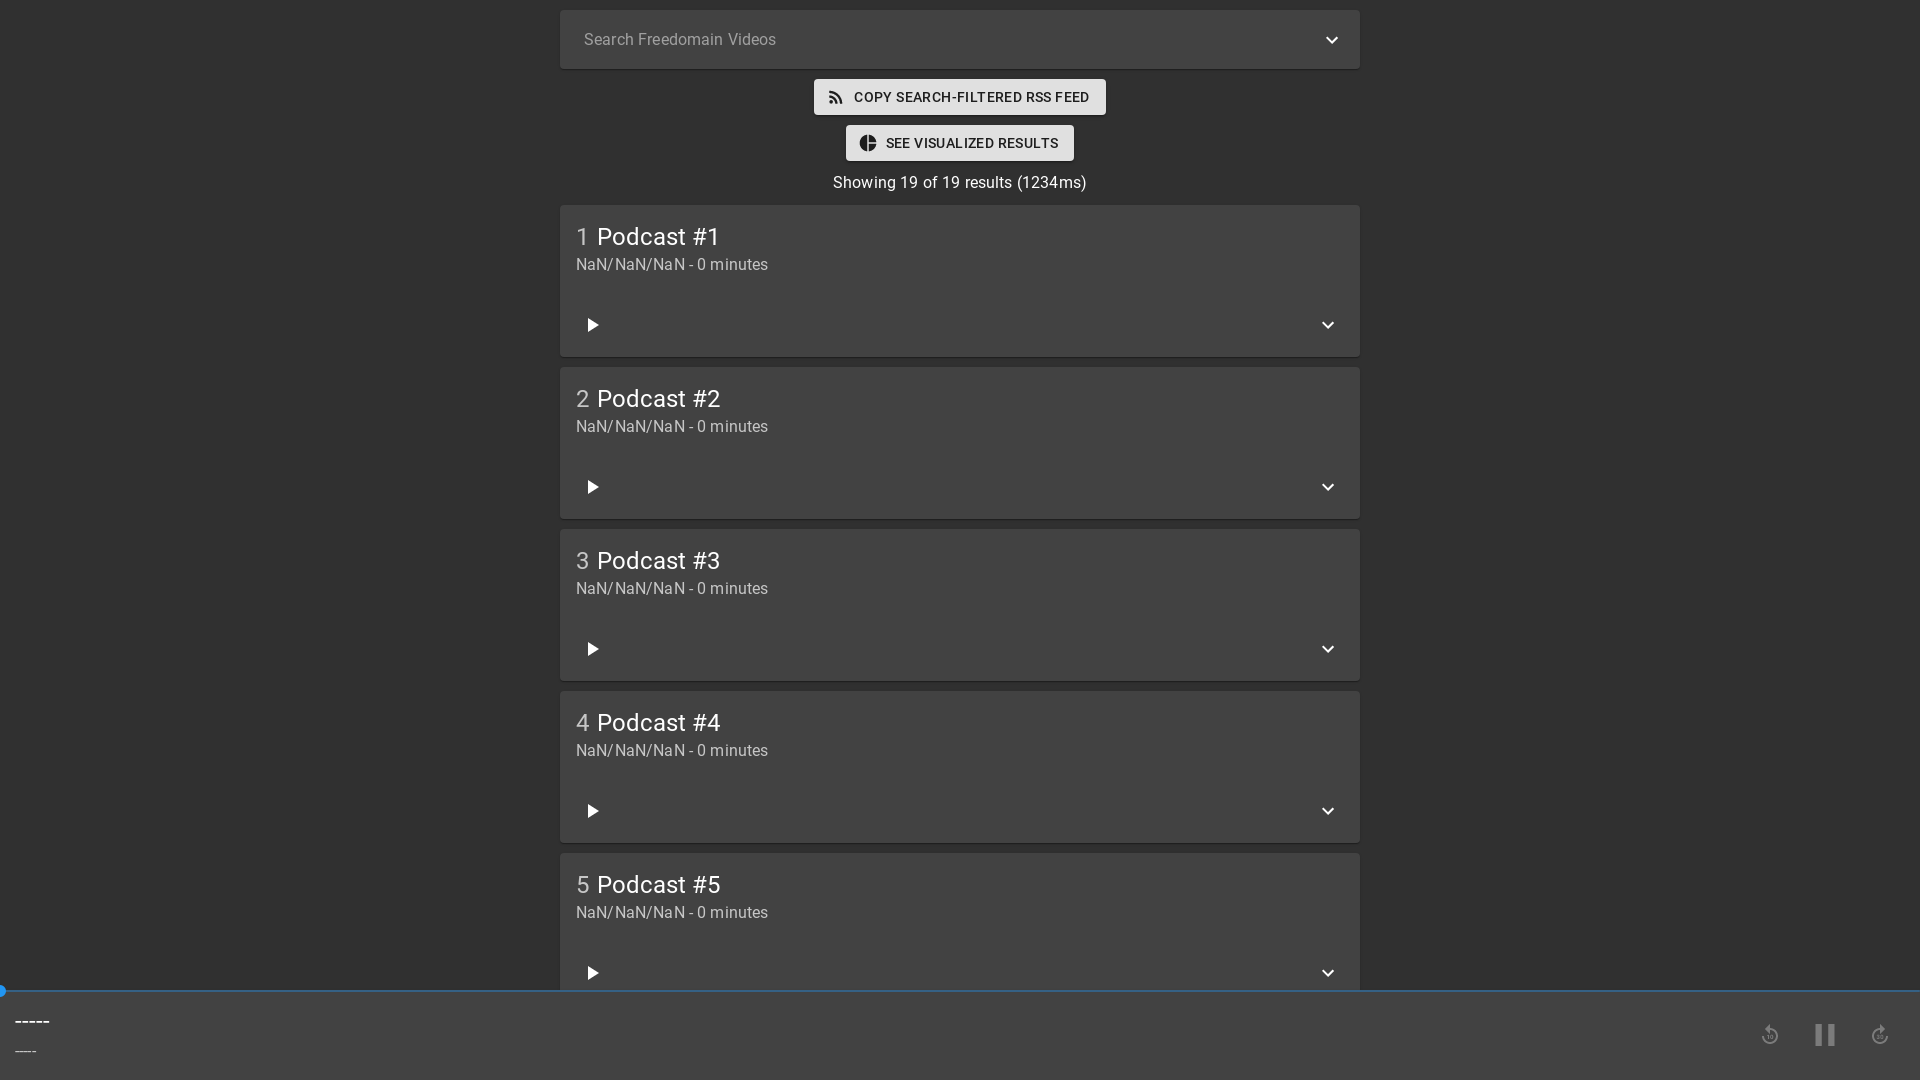 Search Freedomain Videos
COPY SEARCH-FILTERED RSS FEED
SEE VISUALIZED RESULTS
Showing 19 of 19 results (1234ms)
1 Podcast #1
NaN/NaN/NaN - 0 minutes
2 Podcast #2
NaN/NaN/NaN - 0 minutes
3 Podcast #3
NaN/NaN/NaN - 0 minutes
4 Podcast #4
NaN/NaN/NaN - 0 minutes
5 Podcast #5
NaN/NaN/NaN - 0 minutes
-----
-----
10
30